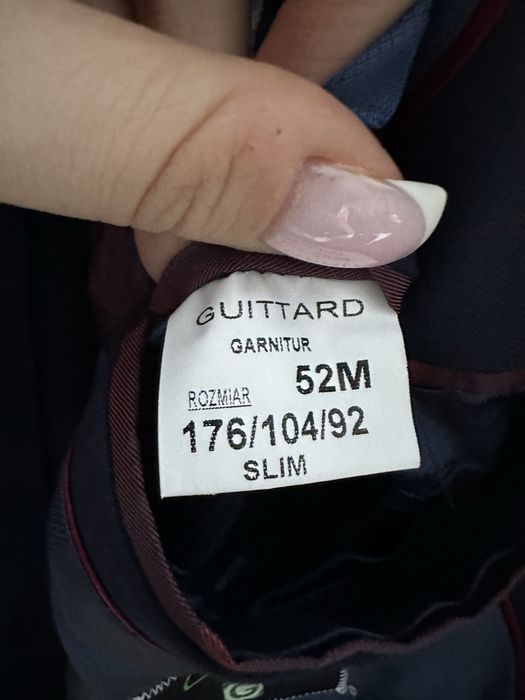 GUITTARD
GARNITUR
ROZMIAR 52M
176/104/92
SLIM
G